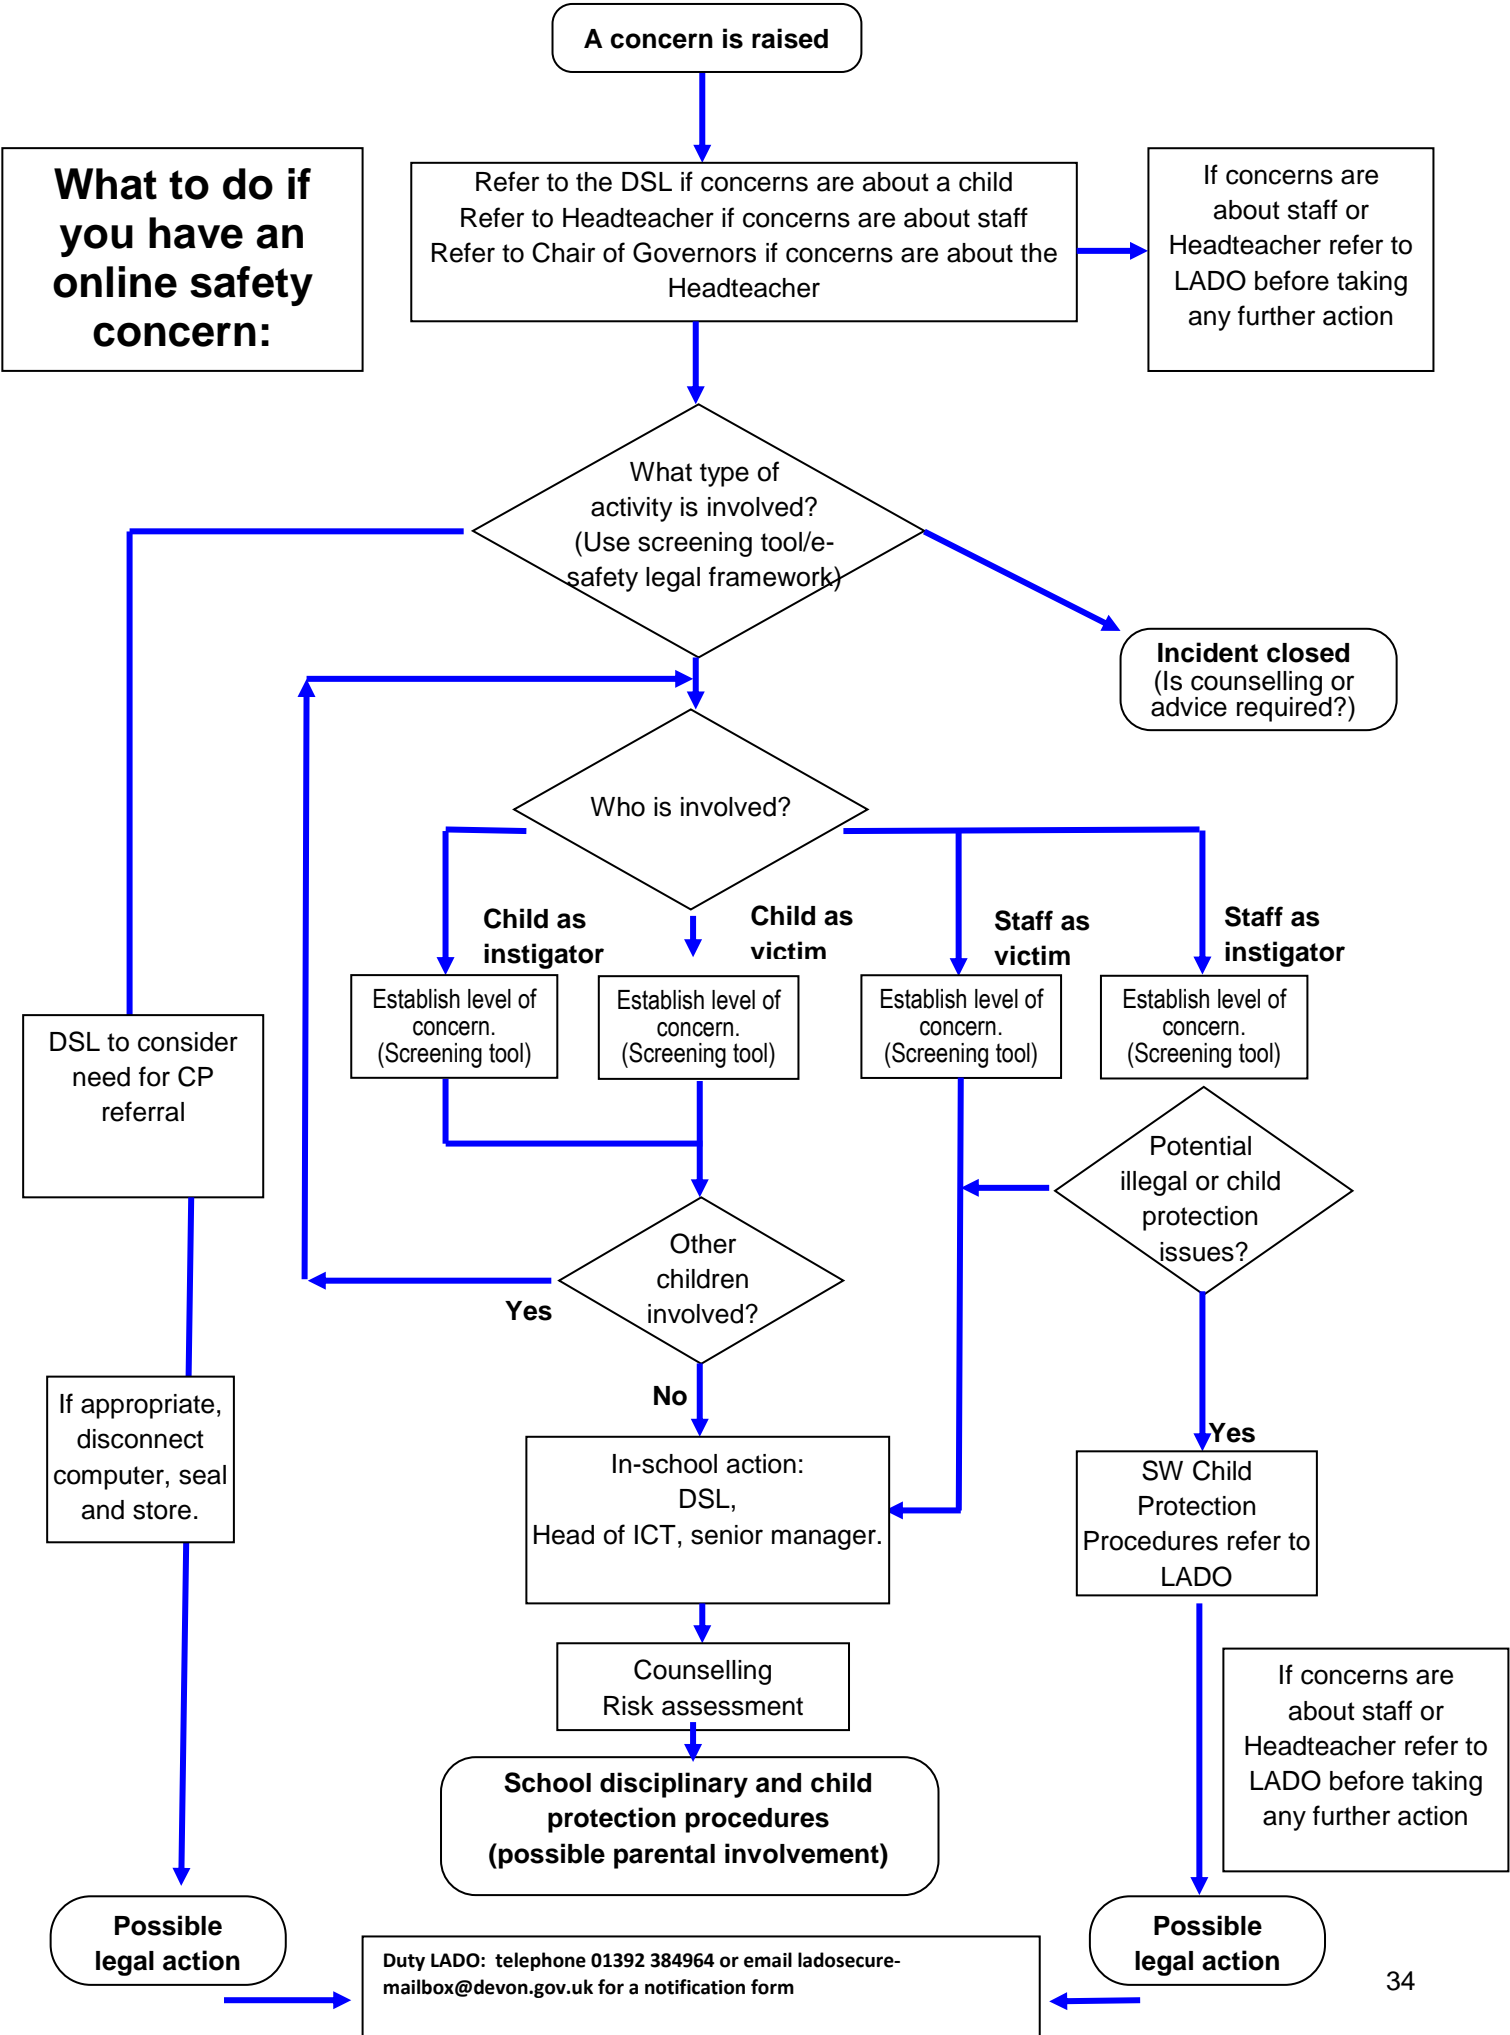 A concern is raised
What to do if
you have an
online safety
concern:
Refer to the DSL if concerns are about a child
Refer to Headteacher if concerns are about staff
Refer to Chair of Governors if concerns are about the
Headteacher
If concerns are
about staff or
Headteacher refer to
LADO before taking
any further action
What type of
activity is involved?
(Use screening tool/e-
safety legal framework)
Incident closed
(Is counselling or
advice required?)
Who is involved?
Child as
instigator
Child as
victim
Staff as
victim
Staff as
instigator
Establish level of
concern.
(Screening tool)
Establish level of
concern.
(Screening tool)
Establish level of
concern.
(Screening tool)
Establish level of
concern.
(Screening tool)
DSL to consider
need for CP
referral
Potential
illegal or child
protection
issues?
Other
children
involved?
Yes
No
If appropriate,
disconnect
computer, seal
and store.
In-school action:
DSL,
Head of ICT, senior manager.
Yes
SW Child
Protection
Procedures refer to
LADO
Counselling
Risk assessment
If concerns are
about staff or
Headteacher refer to
LADO before taking
any further action
School disciplinary and child
protection procedures
(possible parental involvement)
Possible
legal action
Possible
legal action
Duty LADO:  telephone 01392 384964 or email ladosecure-
mailbox@devon.gov.uk for a notification form
34